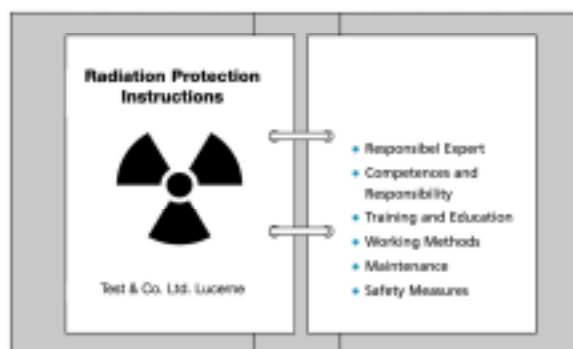 Radiation Protection
Instructions
Test & Co. Ltd. Lucerne
Responsibel Expert
Competences and
Responsibility
Training and Education
Working Methods
Maintenance
Safety Measures